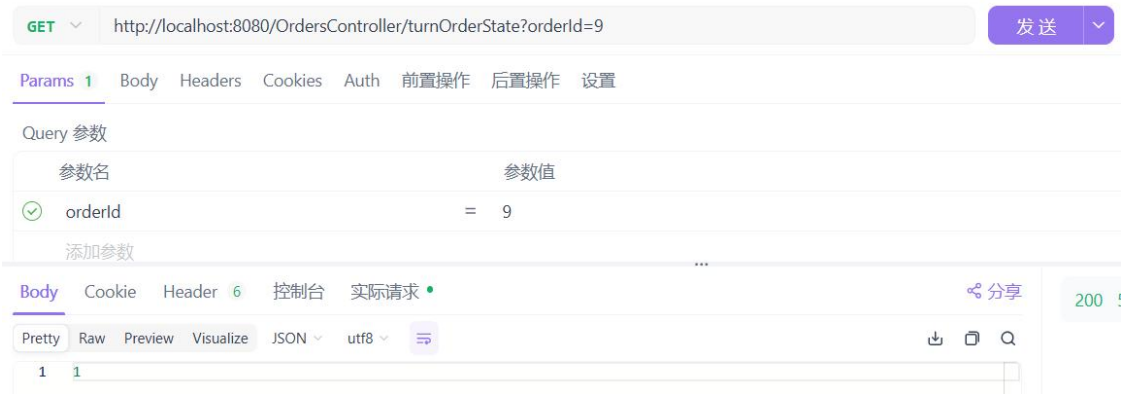 GET http://localhost:8080/OrdersController/turnOrderState?orderId=9 发送
Params 1 Body Headers Cookies Auth 前置操作 后置操作 设置
Query 参数
参数名 参数值
orderId = 9
添加参数
Body Cookie Header 6 控制台 实际请求 分享 200
Pretty Raw Preview Visualize JSON utf8
1 1